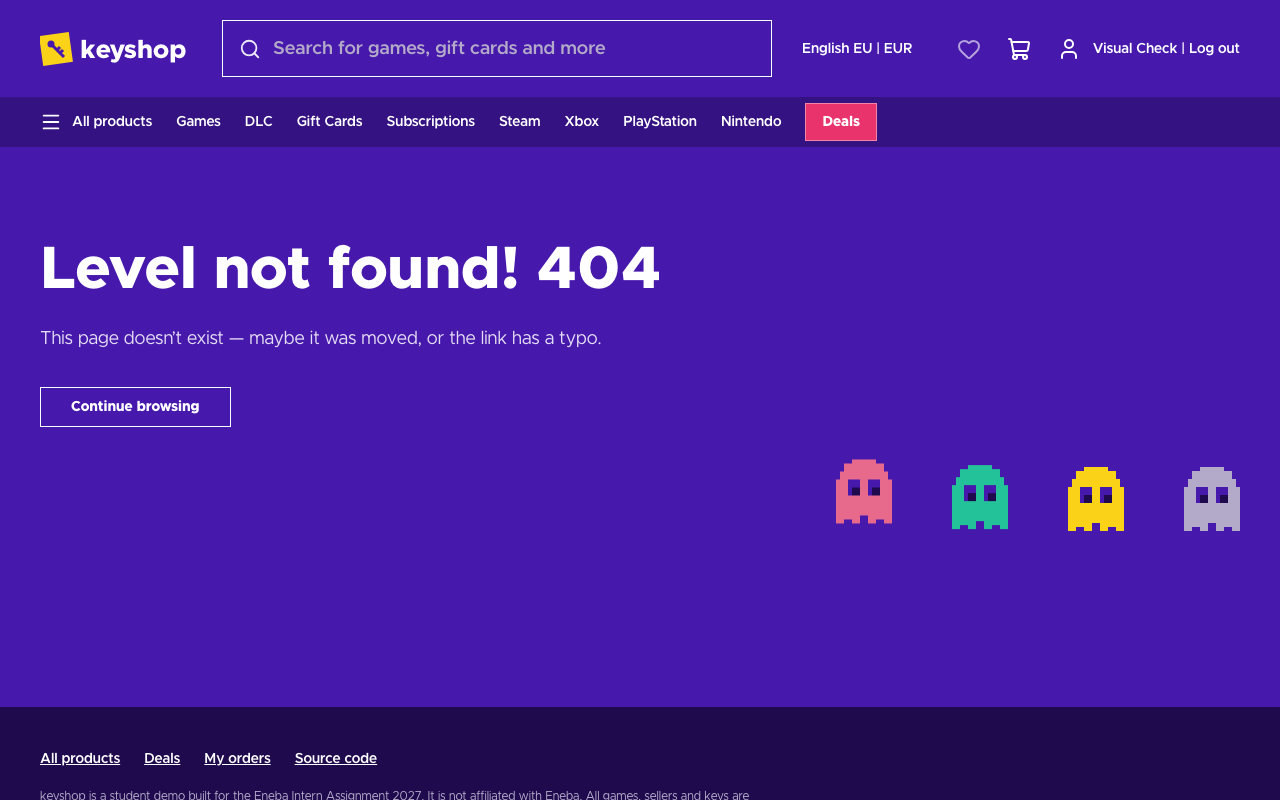 keyshop
Search for games, gift cards and more
English EU | EUR
Visual Check | Log out
All products
Games
DLC
Gift Cards
Subscriptions
Steam
Xbox
PlayStation
Nintendo
Deals
Level not found! 404
This page doesn't exist — maybe it was moved, or the link has a typo.
Continue browsing
All products
Deals
My orders
Source code
keyshop is a student demo built for the Eneba Intern Assignment 2027. It is not affiliated with Eneba. All games, sellers and keys are